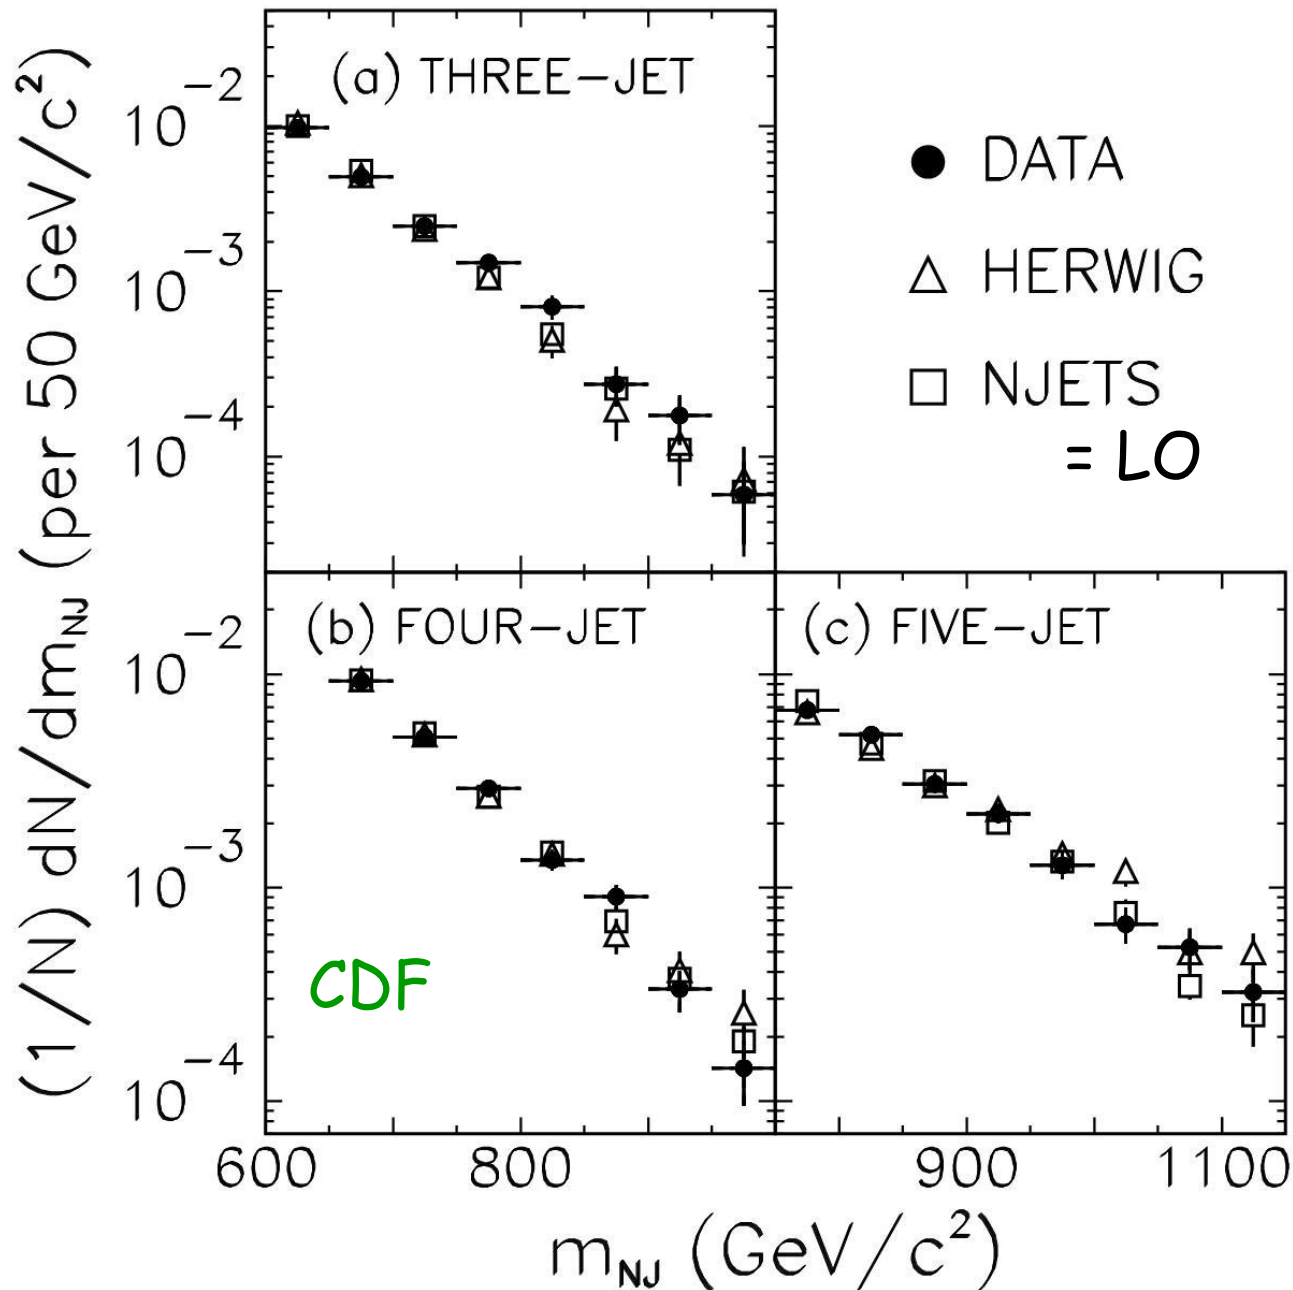 (1/N) dN/dm_NJ (per 50 GeV/c²)
(a) THREE-JET
10⁻²
10⁻³
10⁻⁴
DATA
HERWIG
NJETS
= LO
(b) FOUR-JET
(c) FIVE-JET
10⁻²
10⁻³
10⁻⁴
CDF
600 800 900 1100
m_NJ (GeV/c²)